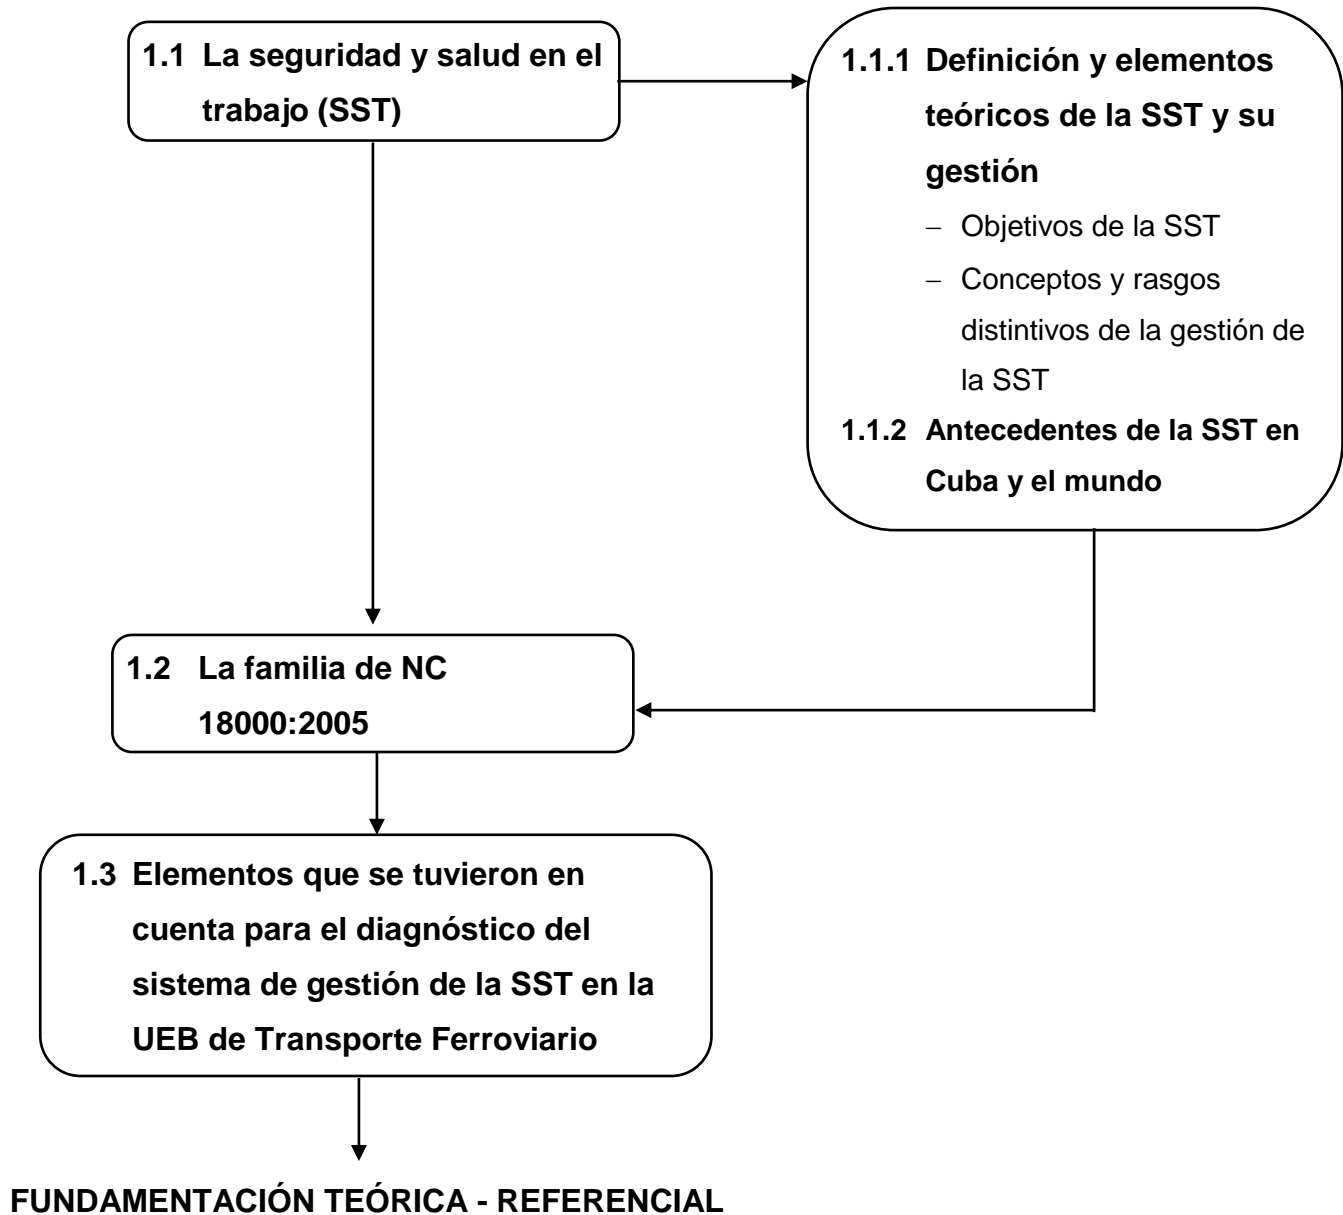 1.1 La seguridad y salud en el
trabajo (SST)
1.1.1 Definición y elementos
teóricos de la SST y su
gestión
– Objetivos de la SST
– Conceptos y rasgos
distintivos de la gestión de
la SST
1.1.2 Antecedentes de la SST en
Cuba y el mundo
1.2 La familia de NC
18000:2005
1.3 Elementos que se tuvieron en
cuenta para el diagnóstico del
sistema de gestión de la SST en la
UEB de Transporte Ferroviario
FUNDAMENTACIÓN TEÓRICA - REFERENCIAL